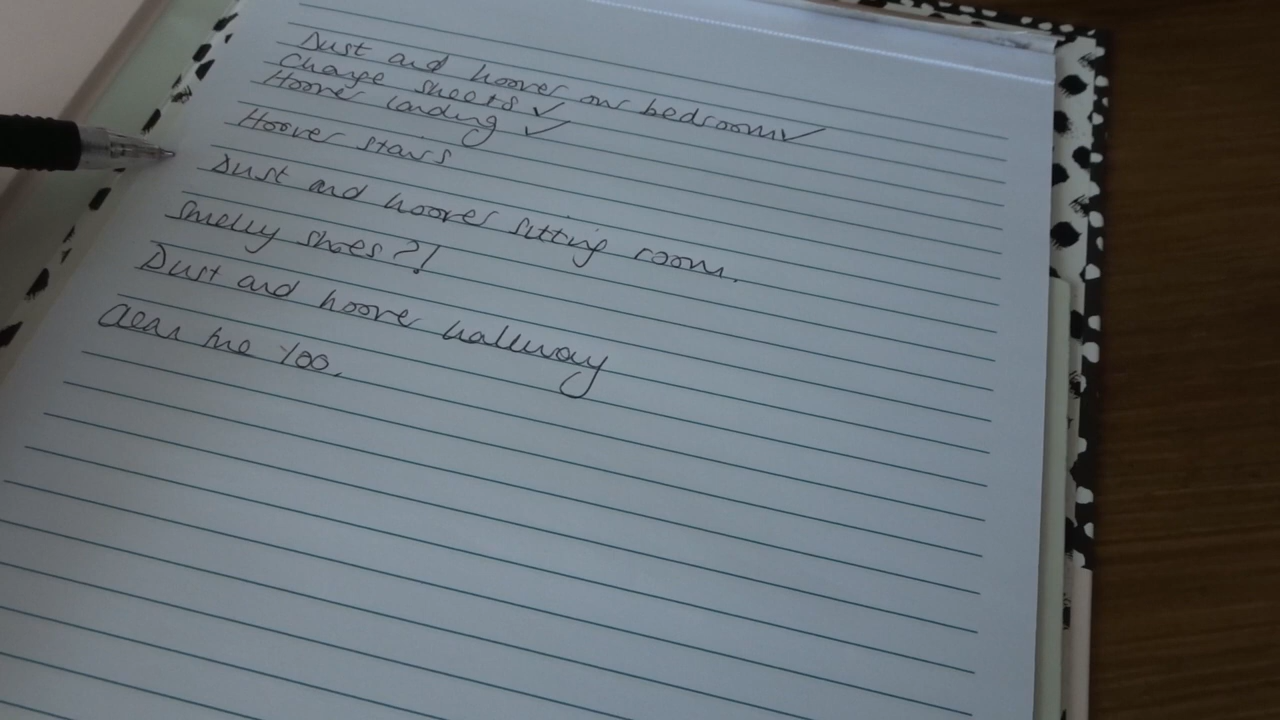 Dust and hoover our bedroom ✓
Change sheets ✓
Hoover landing ✓
Hoover stairs
Dust and hoover sitting room.
Smelly shoes?!
Dust and hoover hallway
Clean the loo.